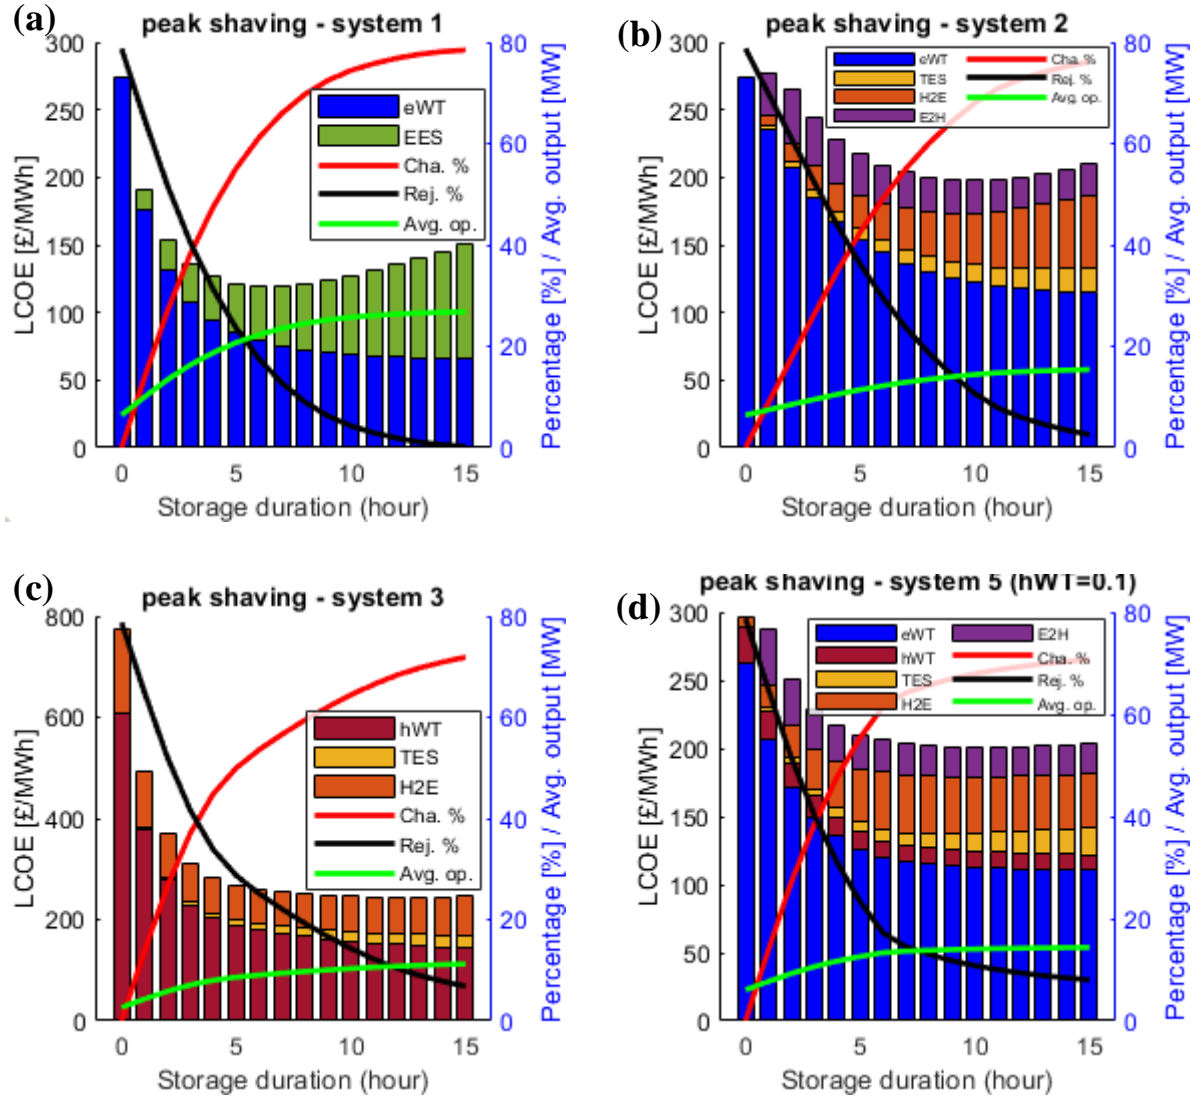 (a)
peak shaving - system 1
300
250
200
150
100
50
0
LCOE [£/MWh]
eWT
EES
Cha. %
Rej. %
Avg. op.
80
60
40
20
0
Percentage [%] / Avg. output [MW]
0 5 10 15
Storage duration (hour)
(b)
peak shaving - system 2
300
250
200
150
100
50
0
LCOE [£/MWh]
eWT
TES
H2E
E2H
Cha. %
Rej. %
Avg. op.
80
60
40
20
0
Percentage [%] / Avg. output [MW]
0 5 10 15
Storage duration (hour)
(c)
peak shaving - system 3
800
600
400
200
0
LCOE [£/MWh]
hWT
TES
H2E
Cha. %
Rej. %
Avg. op.
80
60
40
20
0
Percentage [%] / Avg. output [MW]
0 5 10 15
Storage duration (hour)
(d)
peak shaving - system 5 (hWT=0.1)
300
250
200
150
100
50
0
LCOE [£/MWh]
eWT
hWT
TES
H2E
E2H
Cha. %
Rej. %
Avg. op.
80
60
40
20
0
Percentage [%] / Avg. output [MW]
0 5 10 15
Storage duration (hour)